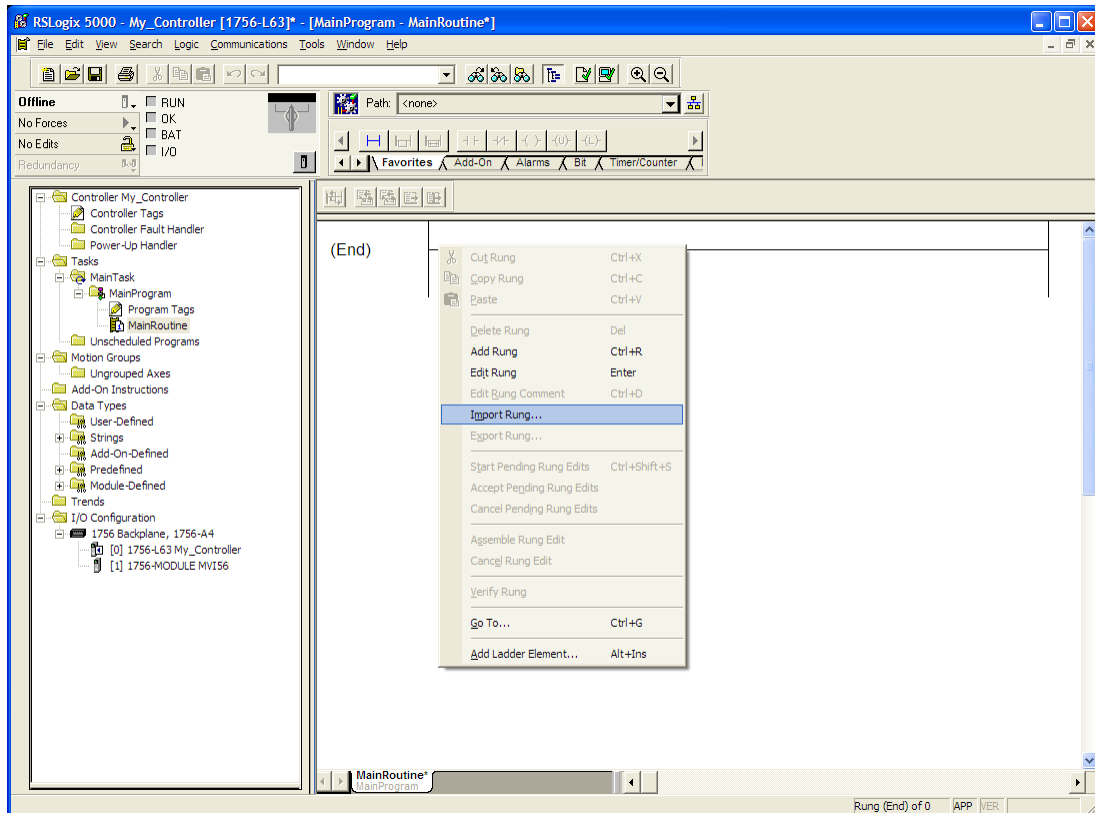 RSLogix 5000 - My_Controller [1756-L63]* - [MainProgram - MainRoutine*]
File Edit View Search Logic Communications Tools Window Help
Offline
RUN
No Forces
OK
No Edits
BAT
Redundancy
I/O
Path: <none>
Favorites Add-On Alarms Bit Timer/Counter
Controller My_Controller
Controller Tags
Controller Fault Handler
Power-Up Handler
Tasks
MainTask
MainProgram
Program Tags
MainRoutine
Unscheduled Programs
Motion Groups
Ungrouped Axes
Add-On Instructions
Data Types
User-Defined
Strings
Add-On-Defined
Predefined
Module-Defined
Trends
I/O Configuration
1756 Backplane, 1756-A4
[0] 1756-L63 My_Controller
[1] 1756-MODULE MVI56
(End)
Cut Rung Ctrl+X
Copy Rung Ctrl+C
Paste Ctrl+V
Delete Rung Del
Add Rung Ctrl+R
Edit Rung Enter
Edit Rung Comment Ctrl+D
Import Rung...
Export Rung...
Start Pending Rung Edits Ctrl+Shift+S
Accept Pending Rung Edits
Cancel Pending Rung Edits
Assemble Rung Edit
Cancel Rung Edit
Verify Rung
Go To... Ctrl+G
Add Ladder Element... Alt+Ins
MainRoutine*
MainProgram
Rung (End) of 0 APP VER